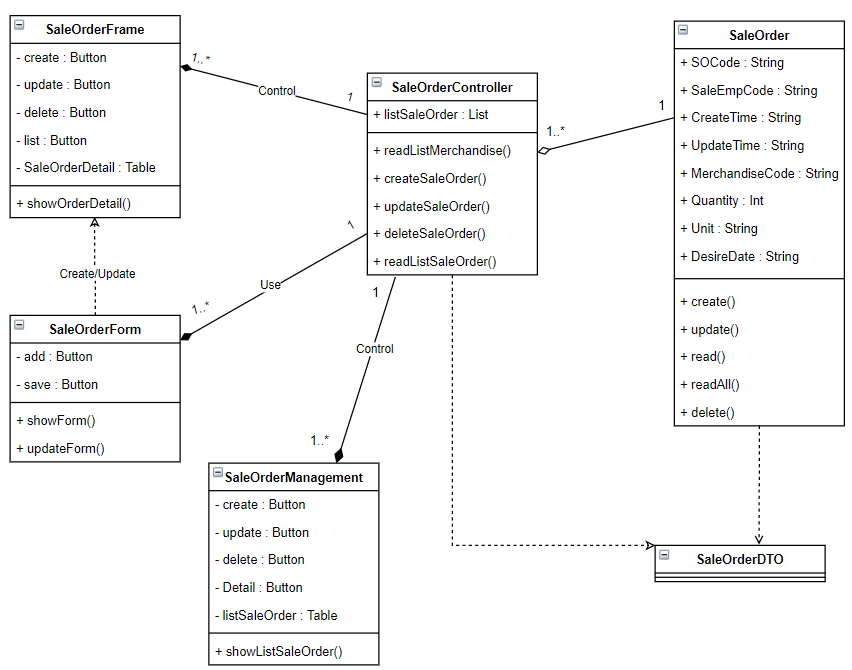 SaleOrderFrame
- create : Button
- update : Button
- delete : Button
- list : Button
- SaleOrderDetail : Table
+ showOrderDetail()
1..*
Control
1
SaleOrderController
+ listSaleOrder : List
+ readListMerchandise()
+ createSaleOrder()
+ updateSaleOrder()
+ deleteSaleOrder()
+ readListSaleOrder()
1..*
1
SaleOrder
+ SOCode : String
+ SaleEmpCode : String
+ CreateTime : String
+ UpdateTime : String
+ MerchandiseCode : String
+ Quantity : Int
+ Unit : String
+ DesireDate : String
+ create()
+ update()
+ read()
+ readAll()
+ delete()
Create/Update
1
Use
1..*
SaleOrderForm
- add : Button
- save : Button
+ showForm()
+ updateForm()
1
Control
1..*
SaleOrderManagement
- create : Button
- update : Button
- delete : Button
- Detail : Button
- listSaleOrder : Table
+ showListSaleOrder()
SaleOrderDTO